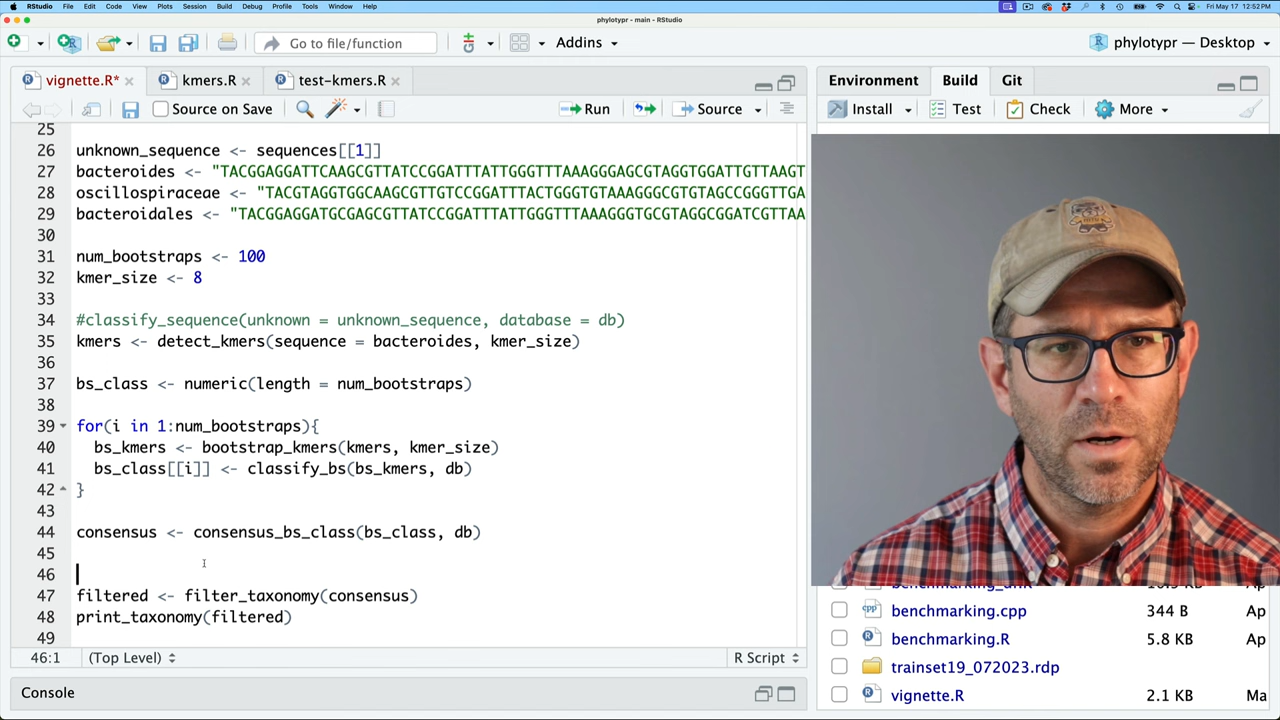 RStudio File Edit Code View Plots Session Build Debug Profile Tools Window Help Fri May 17 12:52 PM
phylotypr - main - RStudio
Go to file/function Addins phylotypr — Desktop
vignette.R* kmers.R test-kmers.R Environment Build Git
Source on Save Run Source Install Test Check More
25
26 unknown_sequence <- sequences[[1]]
27 bacteroides <- "TACGGAGGATTCAAGCGTTATCCGGATTTATTGGGTTTAAAGGGAGCGTAGGTGGATTGTTAAGT
28 oscillospiraceae <- "TACGTAGGTGGCAAGCGTTGTCCGGATTTACTGGGTGTAAAGGGCGTGTAGCCGGGTTGA
29 bacteroidales <- "TACGGAGGATGCGAGCGTTATCCGGATTTATTGGGTTTAAAGGGTGCGTAGGCGGATCGTTAA
30
31 num_bootstraps <- 100
32 kmer_size <- 8
33
34 #classify_sequence(unknown = unknown_sequence, database = db)
35 kmers <- detect_kmers(sequence = bacteroides, kmer_size)
36
37 bs_class <- numeric(length = num_bootstraps)
38
39 for(i in 1:num_bootstraps){
40 bs_kmers <- bootstrap_kmers(kmers, kmer_size)
41 bs_class[[i]] <- classify_bs(bs_kmers, db)
42 }
43
44 consensus <- consensus_bs_class(bs_class, db)
45
46
47 filtered <- filter_taxonomy(consensus)
48 print_taxonomy(filtered)
49
46:1 (Top Level) R Script
Console
benchmarking.cpp 344 B Ap
benchmarking.R 5.8 KB Ap
trainset19_072023.rdp
vignette.R 2.1 KB Ma